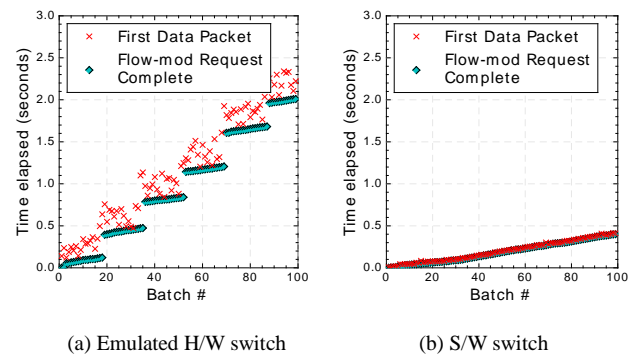 3.0
2.5
2.0
1.5
1.0
0.5
0.0
Time elapsed (seconds)
First Data Packet
Flow-mod Request
Complete
0 20 40 60 80 100
Batch #
(a) Emulated H/W switch
3.0
2.5
2.0
1.5
1.0
0.5
0.0
Time elapsed (seconds)
First Data Packet
Flow-mod Request
Complete
0 20 40 60 80 100
Batch #
(b) S/W switch